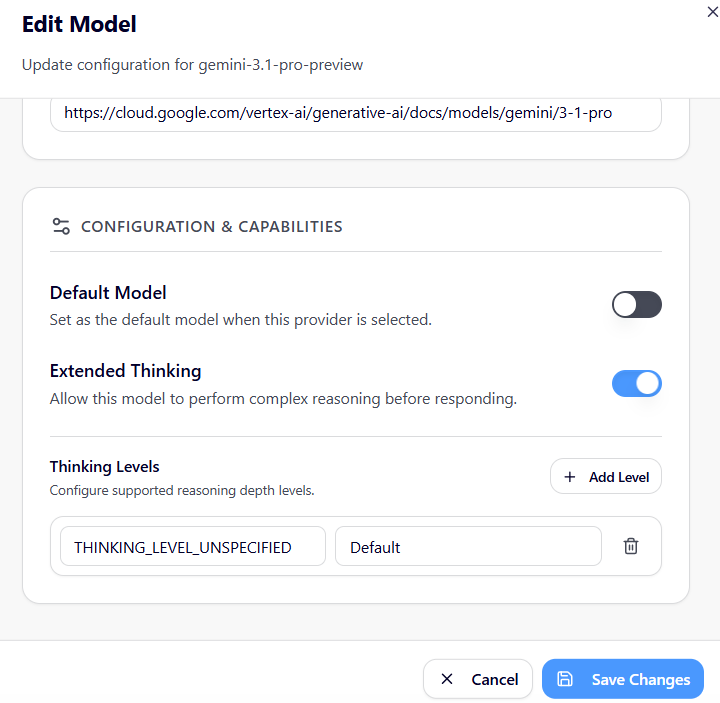 Edit Model
Update configuration for gemini-3.1-pro-preview
https://cloud.google.com/vertex-ai/generative-ai/docs/models/gemini/3-1-pro
CONFIGURATION & CAPABILITIES
Default Model
Set as the default model when this provider is selected.
Extended Thinking
Allow this model to perform complex reasoning before responding.
Thinking Levels
Configure supported reasoning depth levels.
Add Level
THINKING_LEVEL_UNSPECIFIED
Default
Cancel
Save Changes